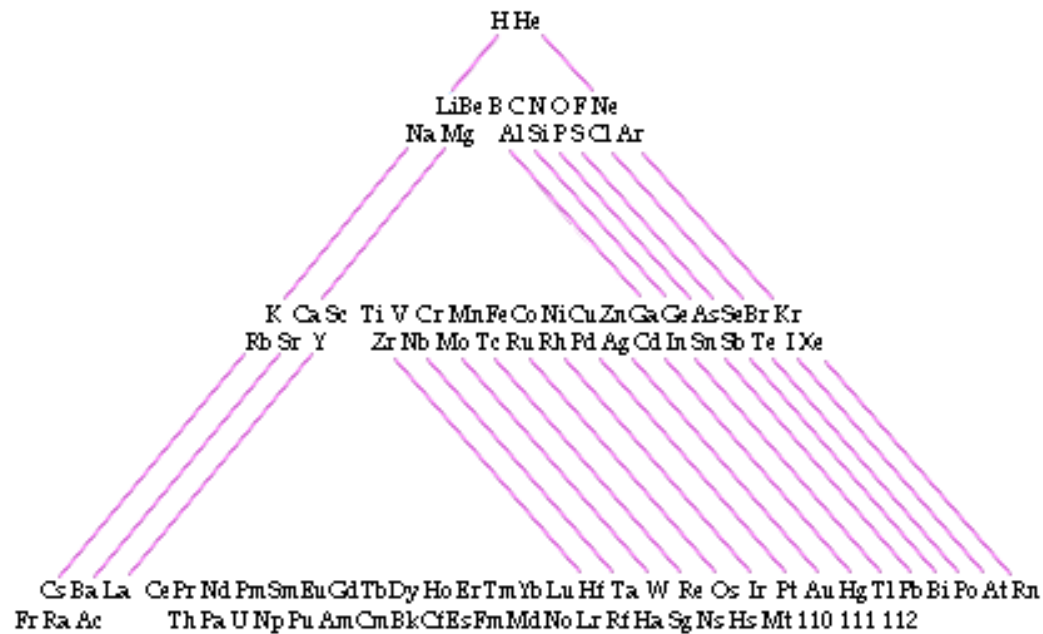 H He
Li Be B C N O F Ne
Na Mg Al Si P S Cl Ar
K Ca Sc Ti V Cr Mn Fe Co Ni Cu Zn Ga Ge As Se Br Kr
Rb Sr Y Zr Nb Mo Tc Ru Rh Pd Ag Cd In Sn Sb Te I Xe
Cs Ba La Ce Pr Nd Pm Sm Eu Gd Tb Dy Ho Er Tm Yb Lu Hf Ta W Re Os Ir Pt Au Hg Tl Pb Bi Po At Rn
Fr Ra Ac Th Pa U Np Pu Am Cm Bk Cf Es Fm Md No Lr Rf Ha Sg Ns Hs Mt 110 111 112